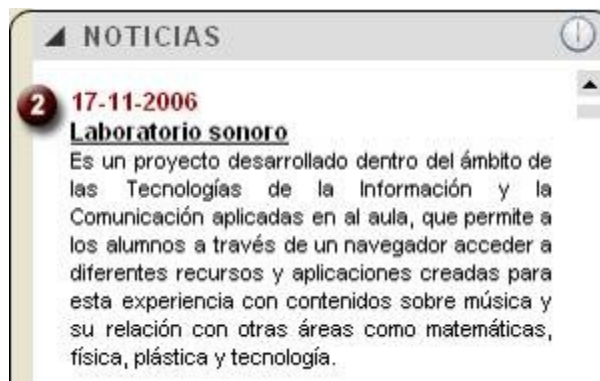 NOTICIAS
2
17-11-2006
Laboratorio sonoro
Es un proyecto desarrollado dentro del ámbito de
las Tecnologías de la Información y la
Comunicación aplicadas en al aula, que permite a
los alumnos a través de un navegador acceder a
diferentes recursos y aplicaciones creadas para
esta experiencia con contenidos sobre música y
su relación con otras áreas como matemáticas,
física, plástica y tecnología.